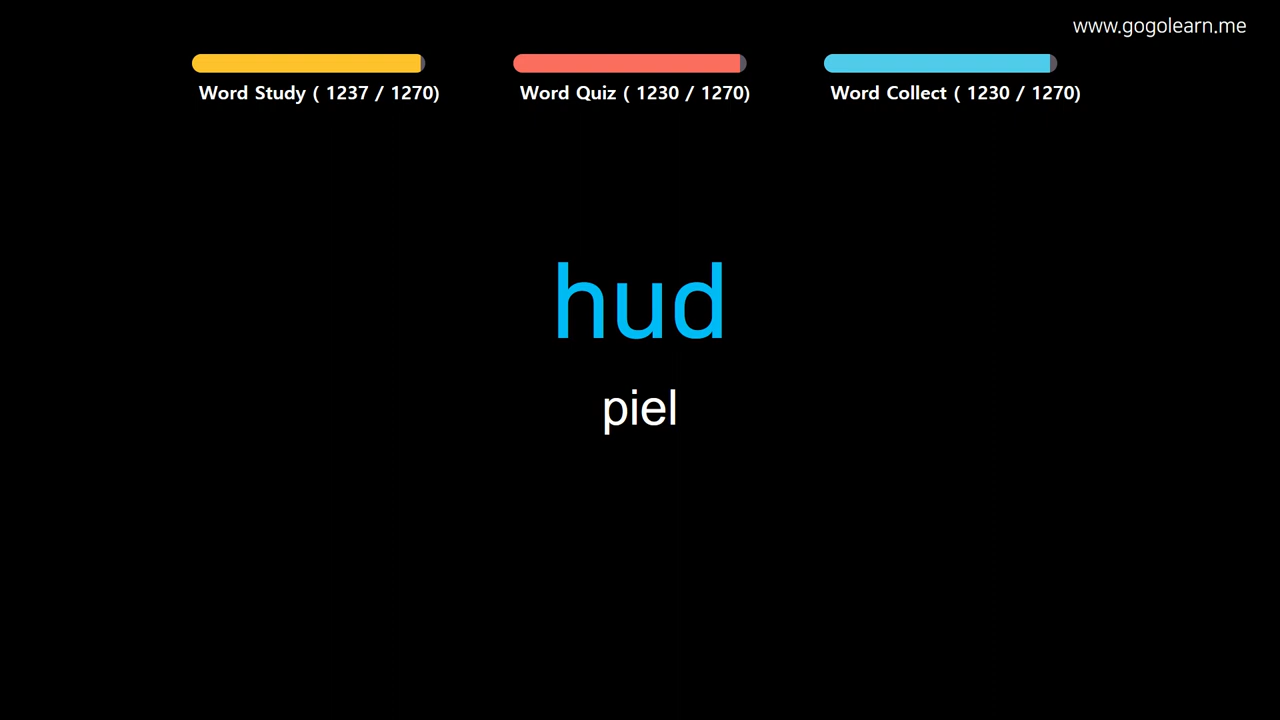 www.gogolearn.me
Word Study ( 1237 / 1270)
Word Quiz ( 1230 / 1270)
Word Collect ( 1230 / 1270)
hud
piel